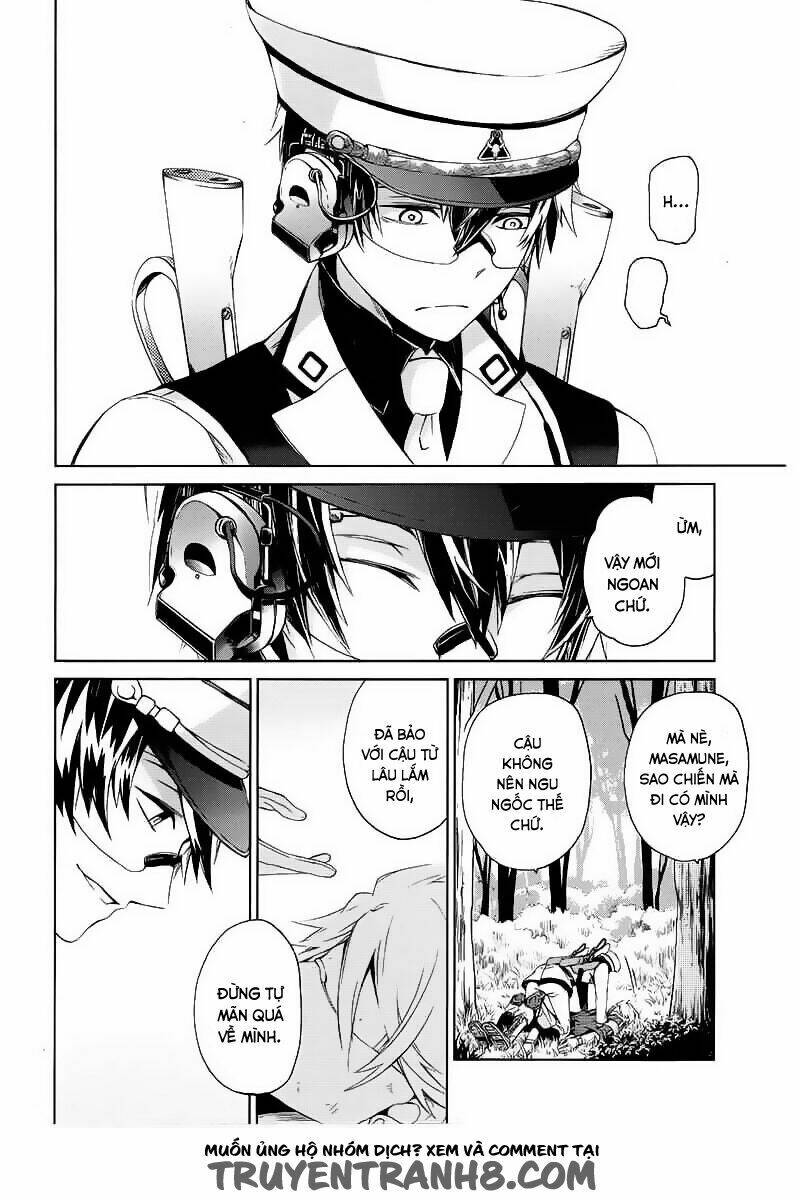 H...
ỪM,
VẬY MỚI
NGOAN
CHỨ.
MÀ NÈ,
MASAMUNE,
SAO CHIẾN MÀ
ĐI CÓ MÌNH
VẬY?
CẬU
KHÔNG
NÊN NGU
NGỐC THẾ
CHỨ.
ĐÃ BẢO
VỚI CẬU TỪ
LÂU LẮM
RỒI,
ĐỪNG TỰ
MÃN QUÁ
VỀ MÌNH.
MUỐN ỦNG HỘ NHÓM DỊCH? XEM VÀ COMMENT TẠI
TRUYENTRANH8.COM